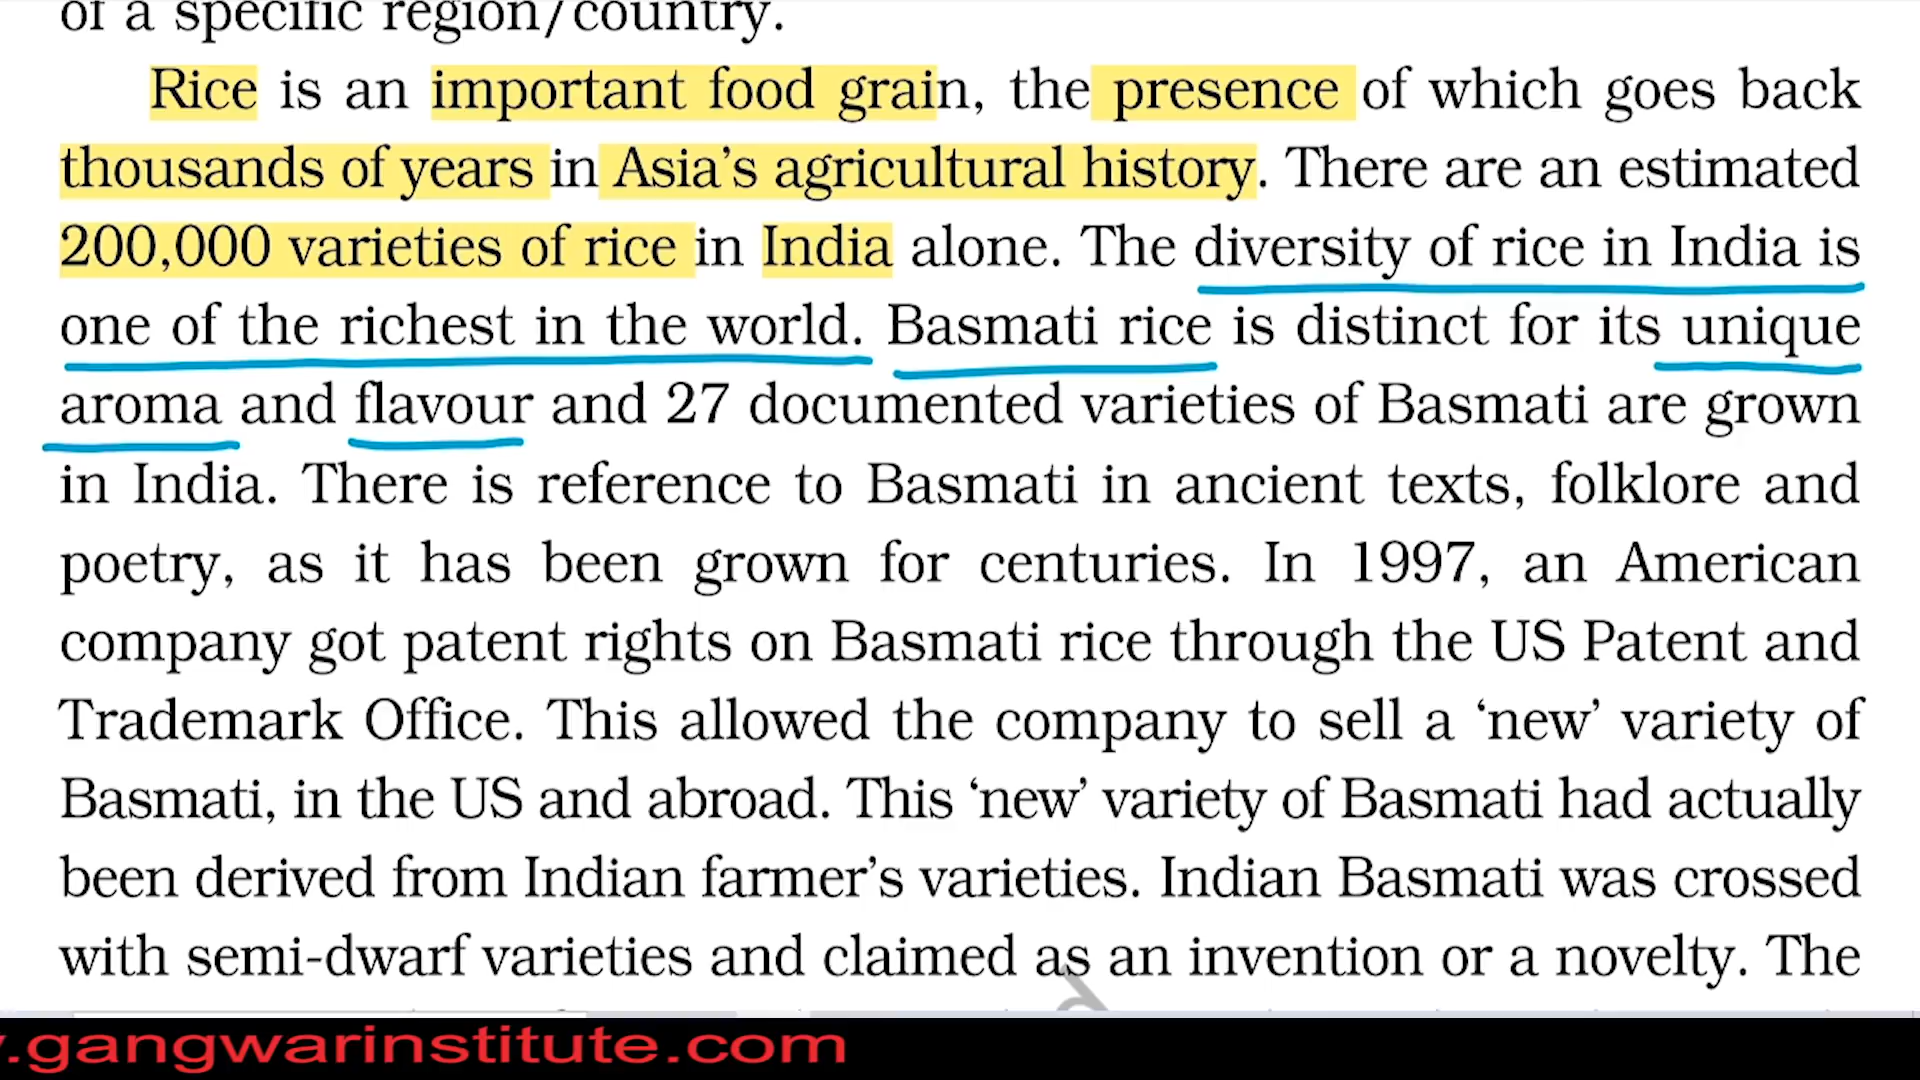 of a specific region/country.
Rice is an important food grain, the presence of which goes back
thousands of years in Asia’s agricultural history. There are an estimated
200,000 varieties of rice in India alone. The diversity of rice in India is
one of the richest in the world. Basmati rice is distinct for its unique
aroma and flavour and 27 documented varieties of Basmati are grown
in India. There is reference to Basmati in ancient texts, folklore and
poetry, as it has been grown for centuries. In 1997, an American
company got patent rights on Basmati rice through the US Patent and
Trademark Office. This allowed the company to sell a ‘new’ variety of
Basmati, in the US and abroad. This ‘new’ variety of Basmati had actually
been derived from Indian farmer’s varieties. Indian Basmati was crossed
with semi-dwarf varieties and claimed as an invention or a novelty. The
.gangwarinstitute.com